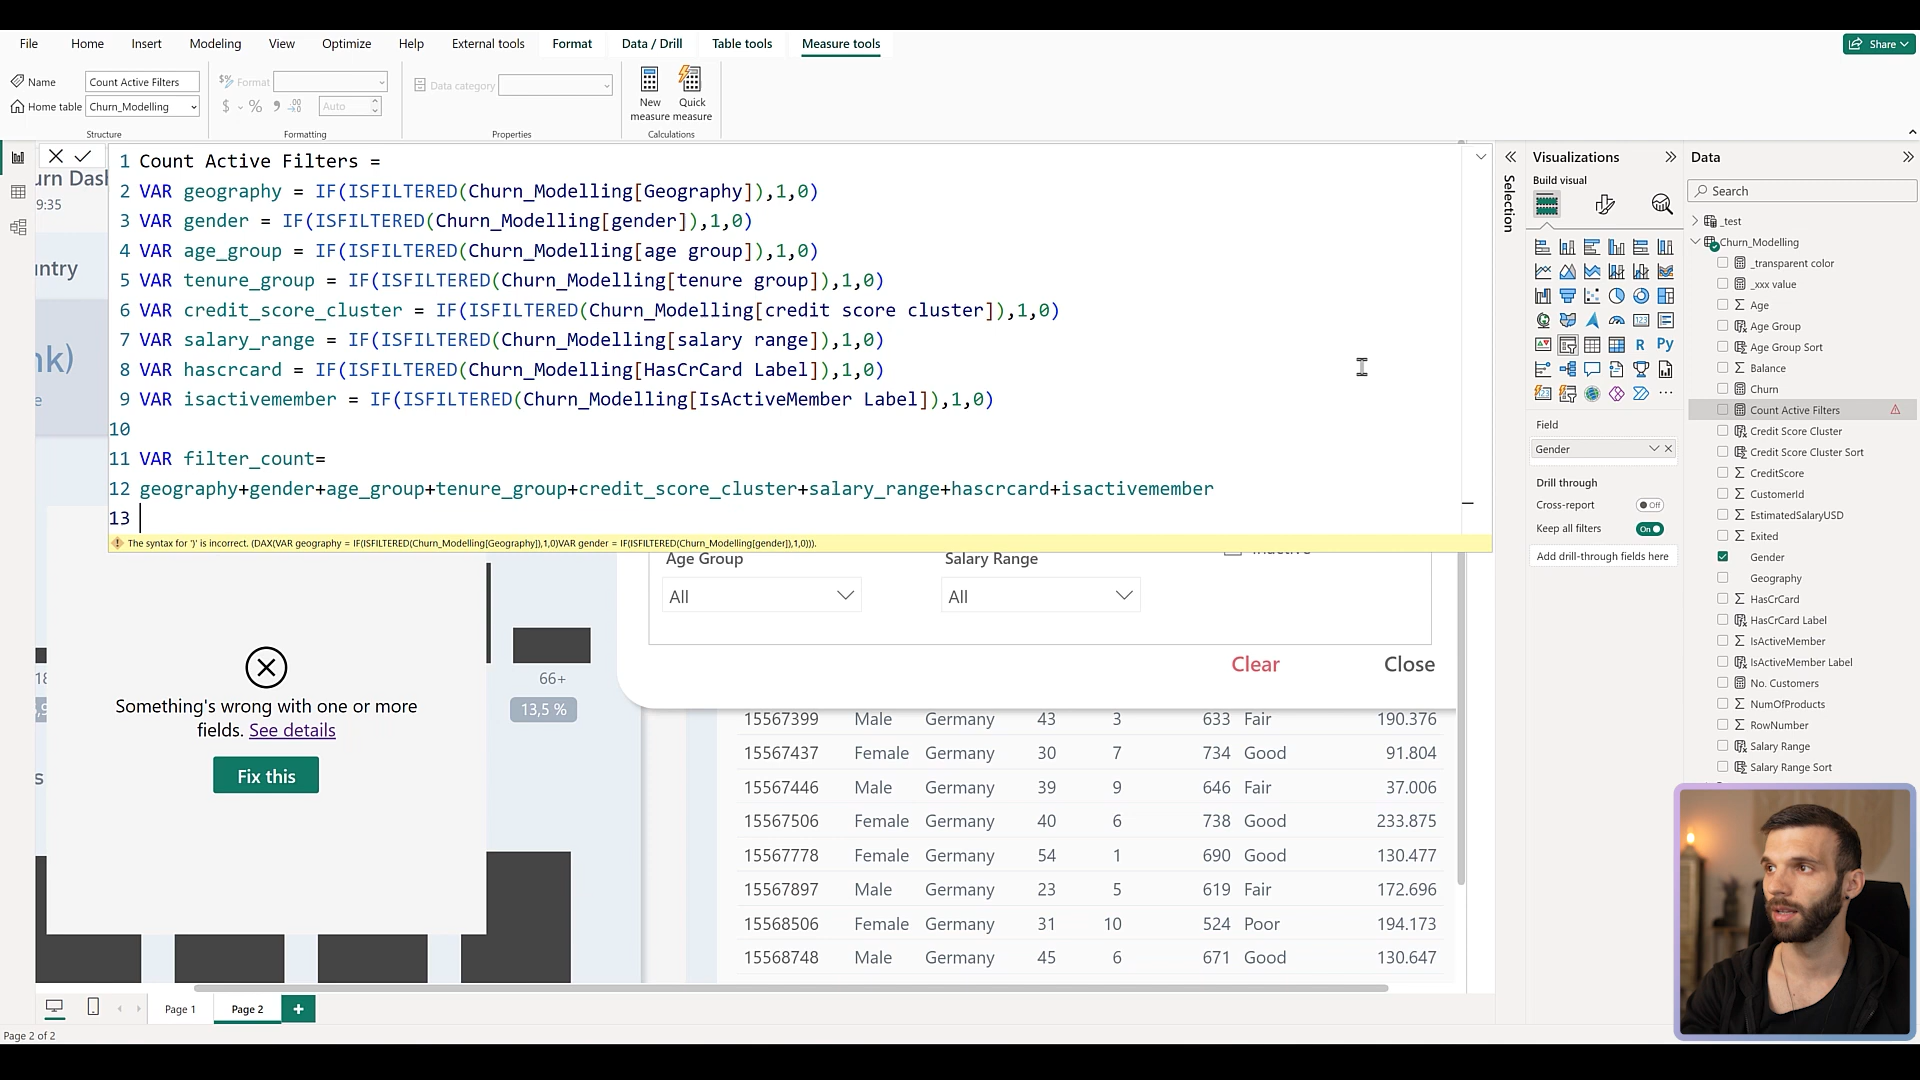 File Home Insert Modeling View Optimize Help External tools Format Data / Drill Table tools Measure tools
Share
Name Count Active Filters
Home table Churn_Modelling
Structure
Format
$ % Auto
Formatting
Data category
Properties
New measure
Quick measure
Calculations
1 Count Active Filters =
2 VAR geography = IF(ISFILTERED(Churn_Modelling[Geography]),1,0)
3 VAR gender = IF(ISFILTERED(Churn_Modelling[gender]),1,0)
4 VAR age_group = IF(ISFILTERED(Churn_Modelling[age group]),1,0)
5 VAR tenure_group = IF(ISFILTERED(Churn_Modelling[tenure group]),1,0)
6 VAR credit_score_cluster = IF(ISFILTERED(Churn_Modelling[credit score cluster]),1,0)
7 VAR salary_range = IF(ISFILTERED(Churn_Modelling[salary range]),1,0)
8 VAR hascrcard = IF(ISFILTERED(Churn_Modelling[HasCrCard Label]),1,0)
9 VAR isactivemember = IF(ISFILTERED(Churn_Modelling[IsActiveMember Label]),1,0)
10
11 VAR filter_count=
12 geography+gender+age_group+tenure_group+credit_score_cluster+salary_range+hascrcard+isactivemember
13
The syntax for ')' is incorrect. (DAX(VAR geography = IF(ISFILTERED(Churn_Modelling[Geography]),1,0)VAR gender = IF(ISFILTERED(Churn_Modelling[gender]),1,0))).
urn Das
9:35
untry
nk)
e
Age Group
All
Salary Range
All
Clear
Close
Something's wrong with one or more
fields. See details
Fix this
18
66+
13,5 %
s
15567399 Male Germany 43 3 633 Fair 190.376
15567437 Female Germany 30 7 734 Good 91.804
15567446 Male Germany 39 9 646 Fair 37.006
15567506 Female Germany 40 6 738 Good 233.875
15567778 Female Germany 54 1 690 Good 130.477
15567897 Male Germany 23 5 619 Fair 172.696
15568506 Female Germany 31 10 524 Poor 194.173
15568748 Male Germany 45 6 671 Good 130.647
Page 1
Page 2
Page 2 of 2
Selection
Visualizations
Build visual
R Py
Field
Gender
Drill through
Cross-report Off
Keep all filters On
Add drill-through fields here
Data
Search
_test
Churn_Modelling
_transparent color
_xxx value
Age
Age Group
Age Group Sort
Balance
Churn
Count Active Filters
Credit Score Cluster
Credit Score Cluster Sort
CreditScore
CustomerId
EstimatedSalaryUSD
Exited
Gender
Geography
HasCrCard
HasCrCard Label
IsActiveMember
IsActiveMember Label
No. Customers
NumOfProducts
RowNumber
Salary Range
Salary Range Sort